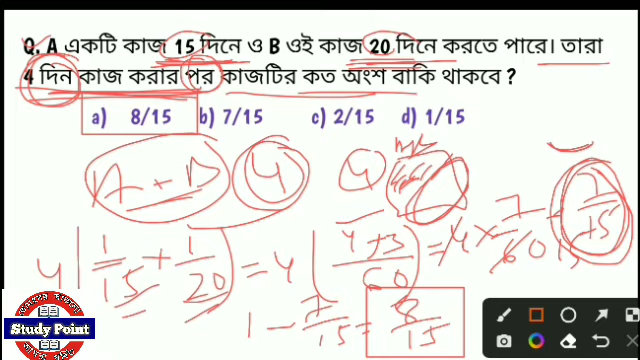 Q. A একটি কাজ 15 দিনে ও B ওই কাজ 20 দিনে করতে পারে। তারা
4 দিন কাজ করার পর কাজটির কত অংশ বাকি থাকবে ?
a) 8/15 b) 7/15 c) 2/15 d) 1/15
A + B 4 4
4(1/15 + 1/20) = 4(4+3/60) = 4 × 7/60 = 7/15
15
1 - 7/15 = 8/15
Study Point